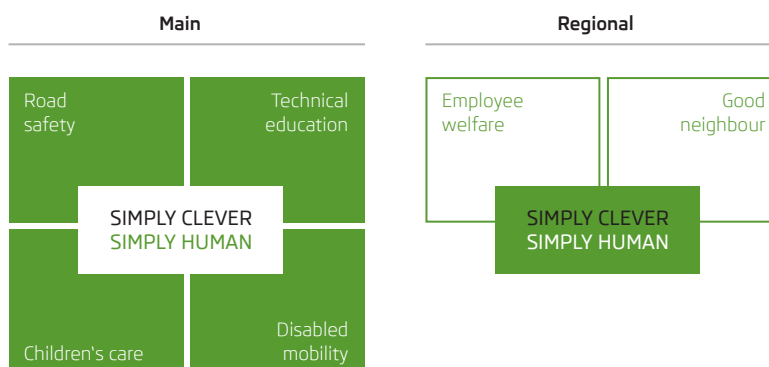 Main
Road
safety
Technical
education
SIMPLY CLEVER
SIMPLY HUMAN
Children‘s care
Disabled
mobility
Regional
Employee
welfare
Good
neighbour
SIMPLY CLEVER
SIMPLY HUMAN